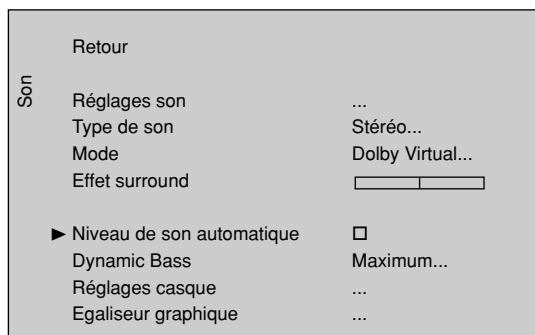 Retour
Son
Réglages son ...
Type de son Stéréo...
Mode Dolby Virtual...
Effet surround
Niveau de son automatique
Dynamic Bass Maximum...
Réglages casque ...
Egaliseur graphique ...